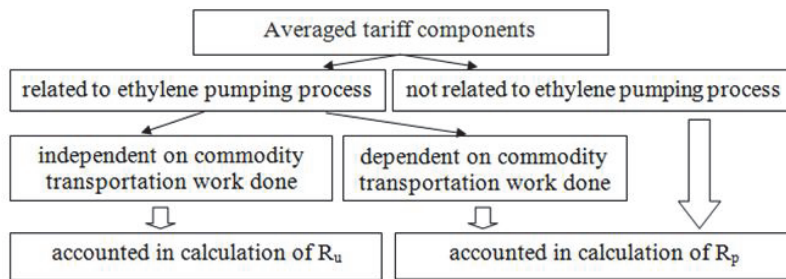 Averaged tariff components
related to ethylene pumping process
not related to ethylene pumping process
independent on commodity
transportation work done
dependent on commodity
transportation work done
accounted in calculation of Rᵤ
accounted in calculation of Rₚ